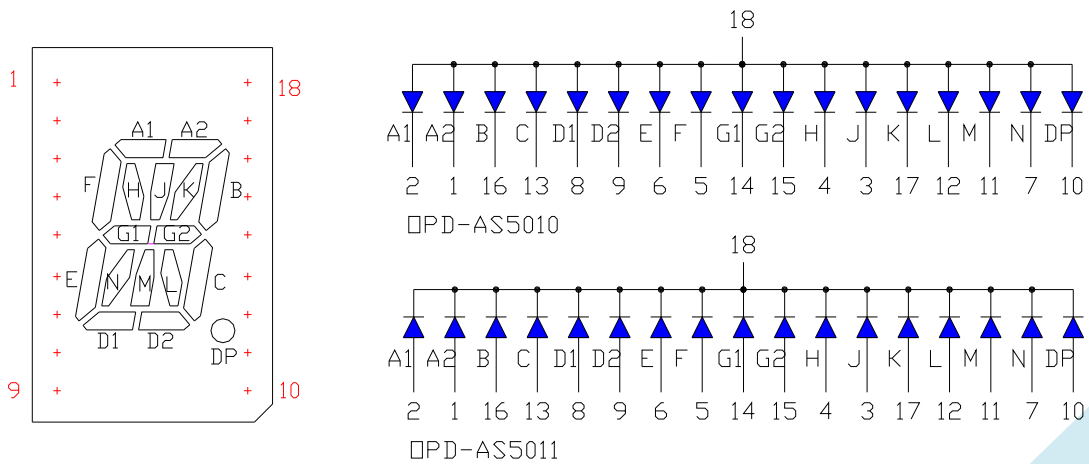 1
18
A1 A2
F H J K B
G1 G2
E N M L C
D1 D2
DP
9
10
18
A1 A2 B C D1 D2 E F G1 G2 H J K L M N DP
2 1 16 13 8 9 6 5 14 15 4 3 17 12 11 7 10
OPD-AS5010
18
A1 A2 B C D1 D2 E F G1 G2 H J K L M N DP
2 1 16 13 8 9 6 5 14 15 4 3 17 12 11 7 10
OPD-AS5011